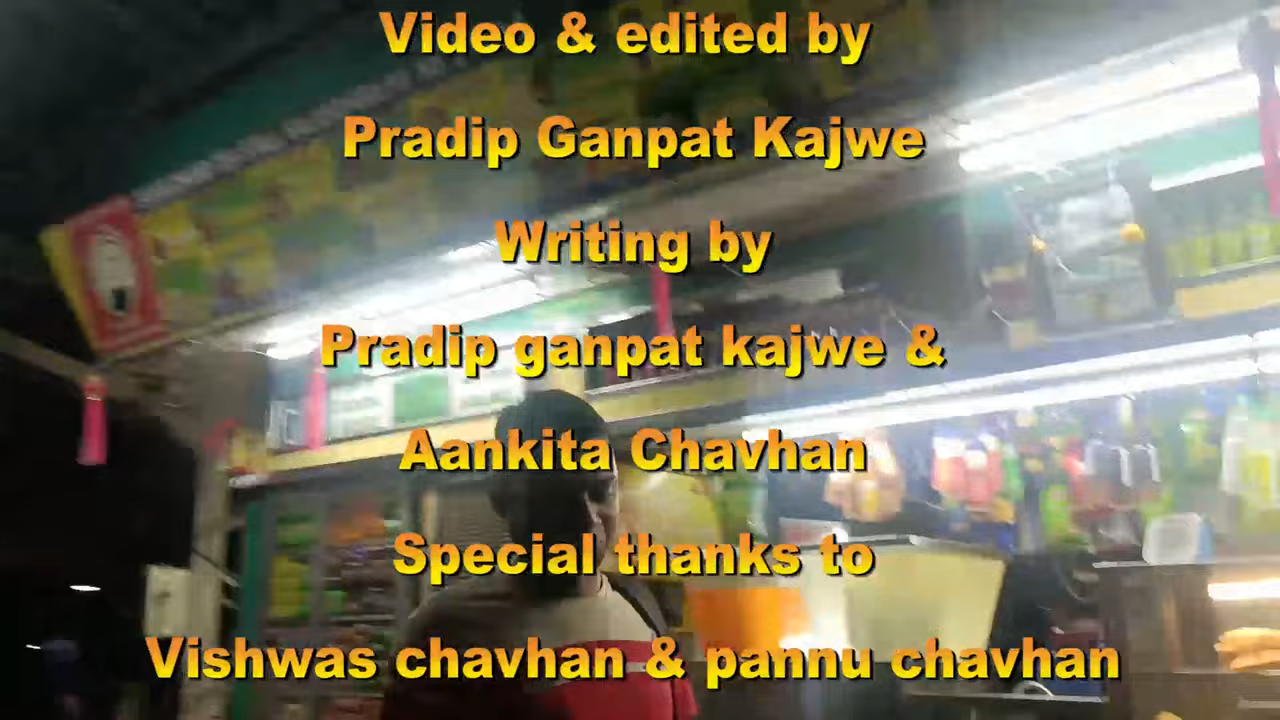 Video & edited by
Pradip Ganpat Kajwe
Writing by
Pradip ganpat kajwe &
Aankita Chavhan
Special thanks to
Vishwas chavhan & pannu chavhan